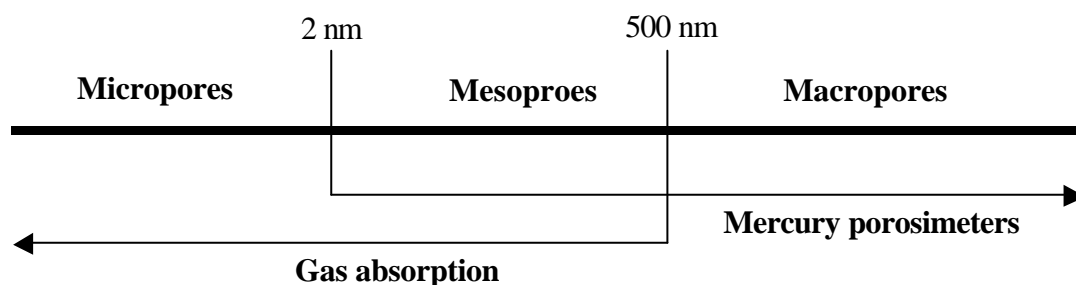 2 nm 500 nm
Micropores Mesoproes Macropores
Mercury porosimeters
Gas absorption